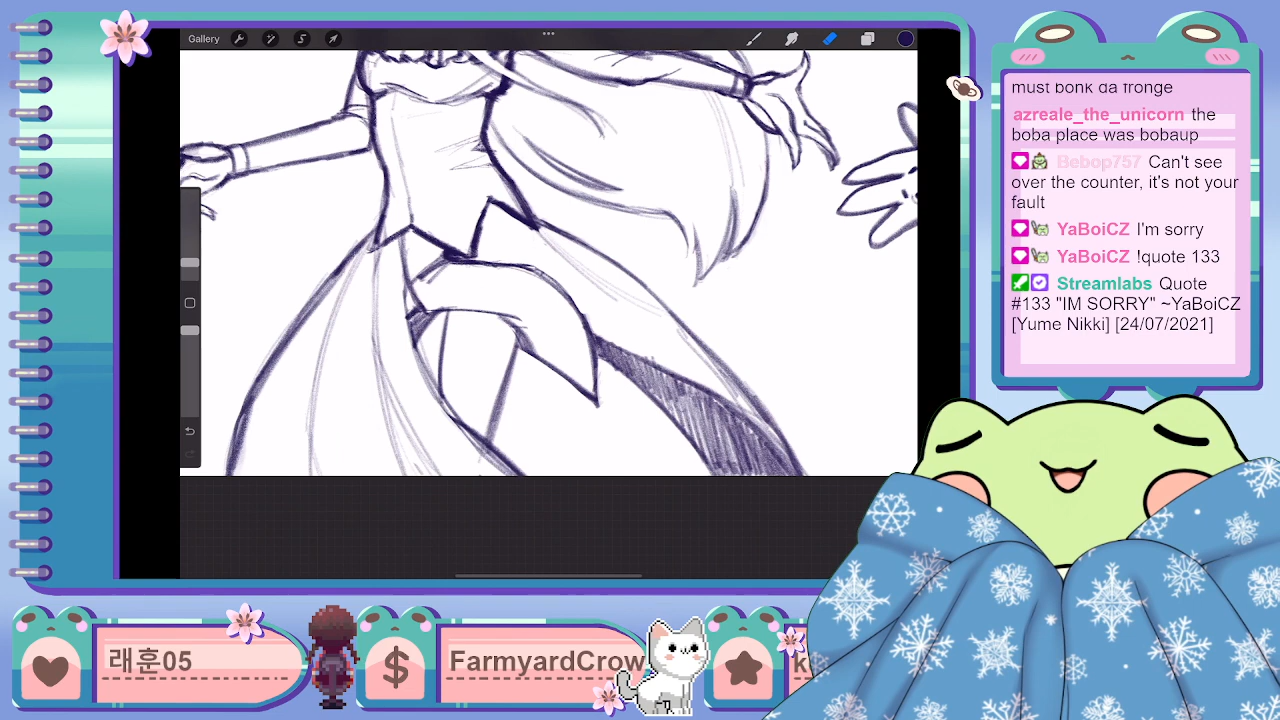 Gallery
must bonk da fronge
azreale_the_unicorn the
boba place was backup
Bebop757 Can't see
over the counter, it's not your
fault
YaBoiCZ I'm sorry
YaBoiCZ !quote 133
Streamlabs Quote
#133 "IM SORRY" ~YaBoiCZ
[Yume Nikki] [24/07/2021]
래훈05
$
FarmyardCrow